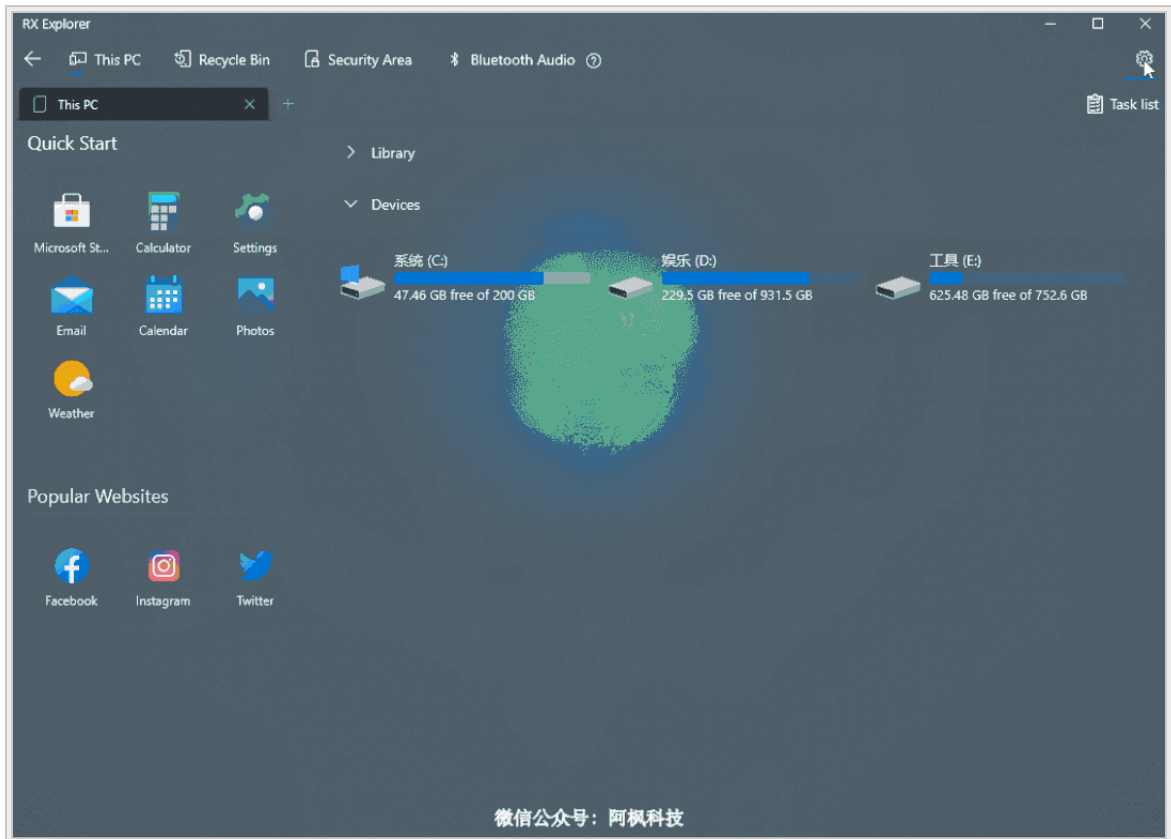 RX Explorer
This PC Recycle Bin Security Area Bluetooth Audio
This PC Task list
Quick Start
Library
Devices
Microsoft St... Calculator Settings
系统 (C:) 娱乐 (D:) 工具 (E:)
47.46 GB free of 200 GB 229.5 GB free of 931.5 GB 625.48 GB free of 752.6 GB
Email Calendar Photos
Weather
Popular Websites
Facebook Instagram Twitter
微信公众号：阿枫科技